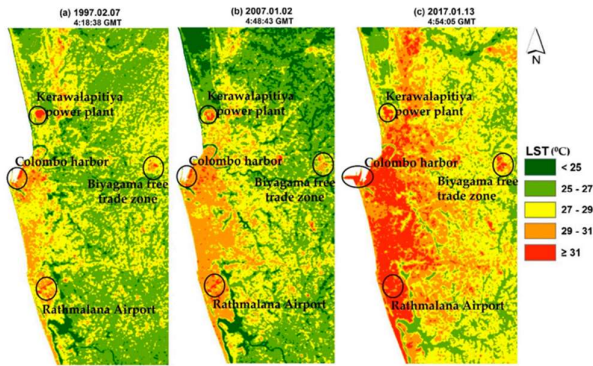 (a) 1997.02.07
4:18:38 GMT
Kerawalapitiya
power plant
Colombo harbor
Biyagama free
trade zone
Rathmalana Airport
(b) 2007.01.02
4:48:43 GMT
Kerawalapitiya
power plant
Colombo harbor
Biyagama free
trade zone
Rathmalana Airport
(c) 2017.01.13
4:54:05 GMT
Kerawalapitiya
power plant
Colombo harbor
Biyagama free
trade zone
Rathmalana Airport
N
LST (⁰C)
< 25
25 - 27
27 - 29
29 - 31
≥ 31